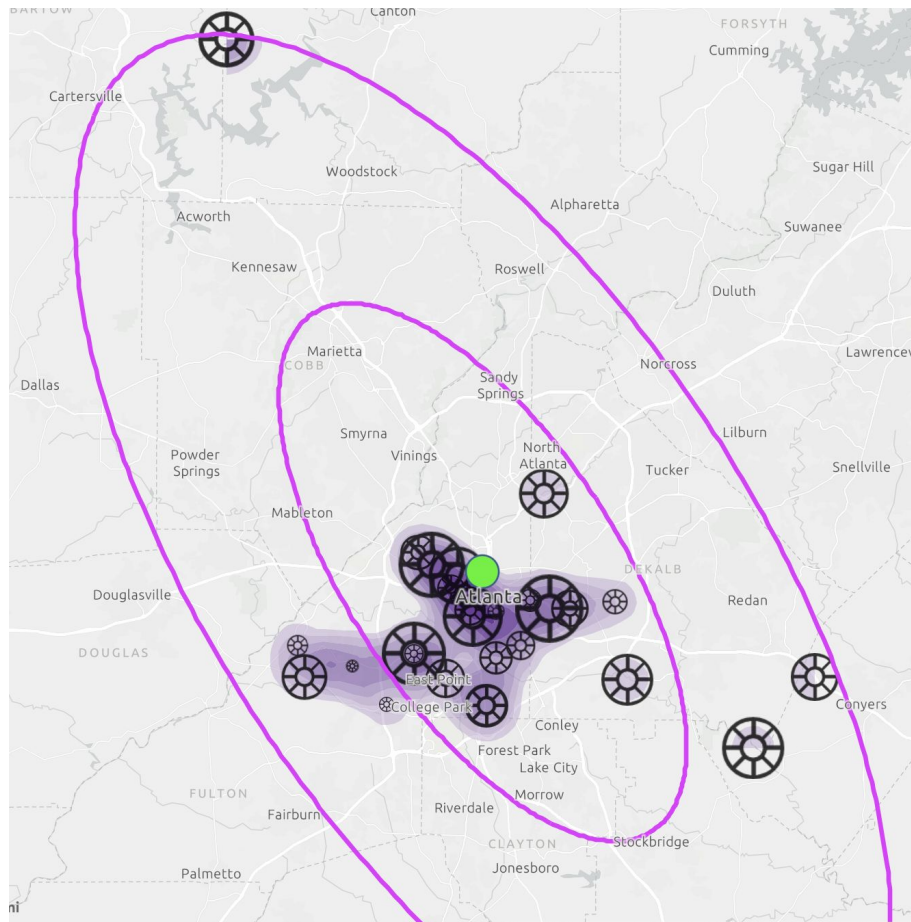 BARTOW
Canton
FORSYTH
Cumming
Cartersville
Woodstock
Sugar Hill
Acworth
Alpharetta
Suwanee
Kennesaw
Roswell
Duluth
Marietta
COBB
Norcross
Lawrencev
Dallas
Sandy
Springs
Smyrna
Lilburn
Powder
Springs
Vinings
North
Atlanta
Tucker
Snellville
Mableton
DEKALB
Douglasville
Atlanta
Redan
DOUGLAS
East Point
College Park
Conyers
Conley
Forest Park
Lake City
FULTON
Morrow
Fairburn
Riverdale
CLAYTON
Stockbridge
Palmetto
Jonesboro
ni